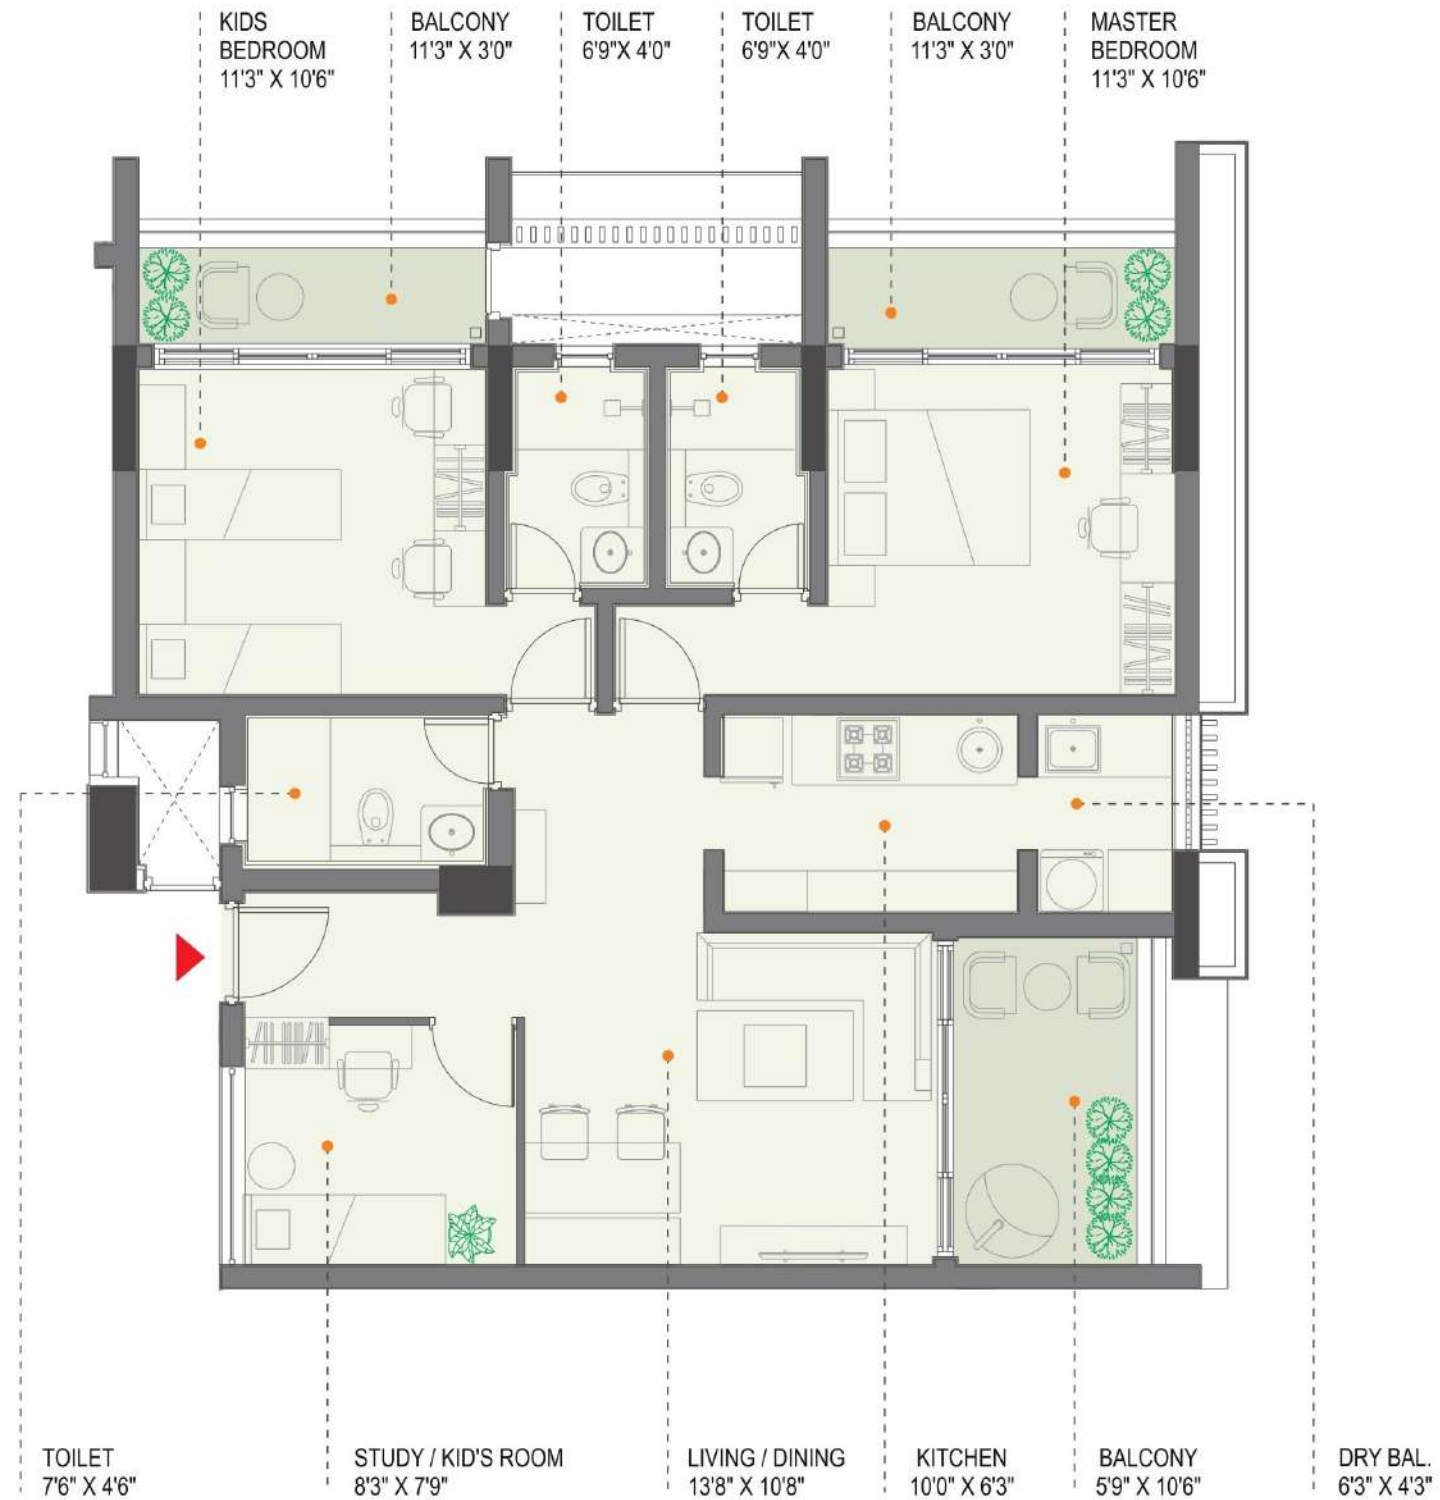 KIDS
BEDROOM
11'3" X 10'6"
BALCONY
11'3" X 3'0"
TOILET
6'9"X 4'0"
TOILET
6'9"X 4'0"
BALCONY
11'3" X 3'0"
MASTER
BEDROOM
11'3" X 10'6"
TOILET
7'6" X 4'6"
STUDY / KID'S ROOM
8'3" X 7'9"
LIVING / DINING
13'8" X 10'8"
KITCHEN
10'0" X 6'3"
BALCONY
5'9" X 10'6"
DRY BAL.
6'3" X 4'3"